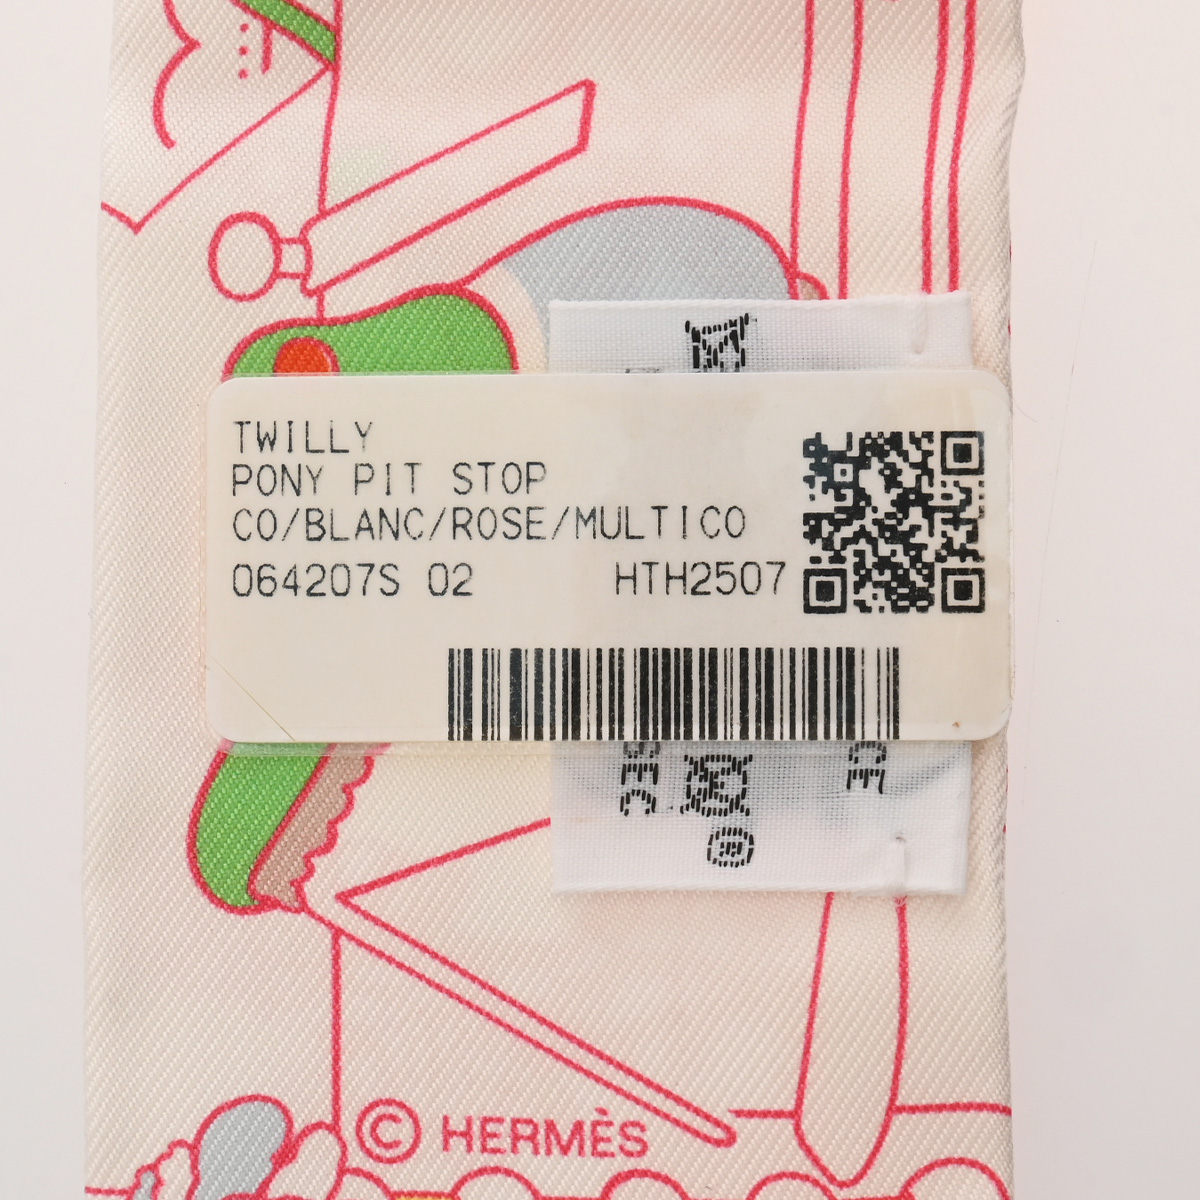 TWILLY
PONY PIT STOP
CO/BLANC/ROSE/MULTICO
064207S 02 HTH2507
© HERMÈS